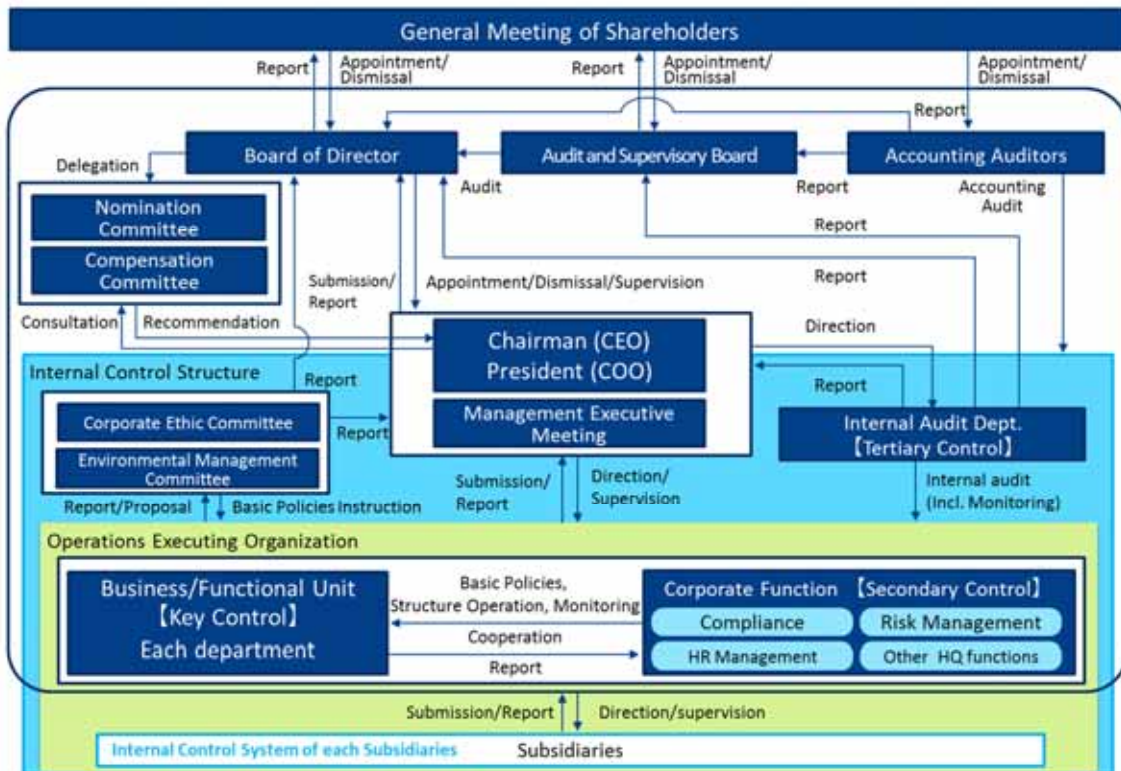 General Meeting of Shareholders
Report
Appointment/
Dismissal
Report
Appointment/
Dismissal
Appointment/
Dismissal
Report
Board of Director
Audit and Supervisory Board
Accounting Auditors
Delegation
Audit
Report
Accounting
Audit
Nomination
Committee
Compensation
Committee
Report
Report
Submission/
Report
Appointment/Dismissal/Supervision
Consultation
Recommendation
Direction
Chairman (CEO)
President (COO)
Management Executive
Meeting
Internal Control Structure
Report
Report
Corporate Ethic Committee
Environmental Management
Committee
Report
Internal Audit Dept.
【Tertiary Control】
Report/Proposal
Basic Policies Instruction
Submission/
Report
Direction/
Supervision
Internal audit
(Incl. Monitoring)
Operations Executing Organization
Business/Functional Unit
【Key Control】
Each department
Basic Policies,
Structure Operation, Monitoring
Cooperation
Report
Corporate Function 【Secondary Control】
Compliance
Risk Management
HR Management
Other HQ functions
Submission/Report
Direction/supervision
Internal Control System of each Subsidiaries
Subsidiaries